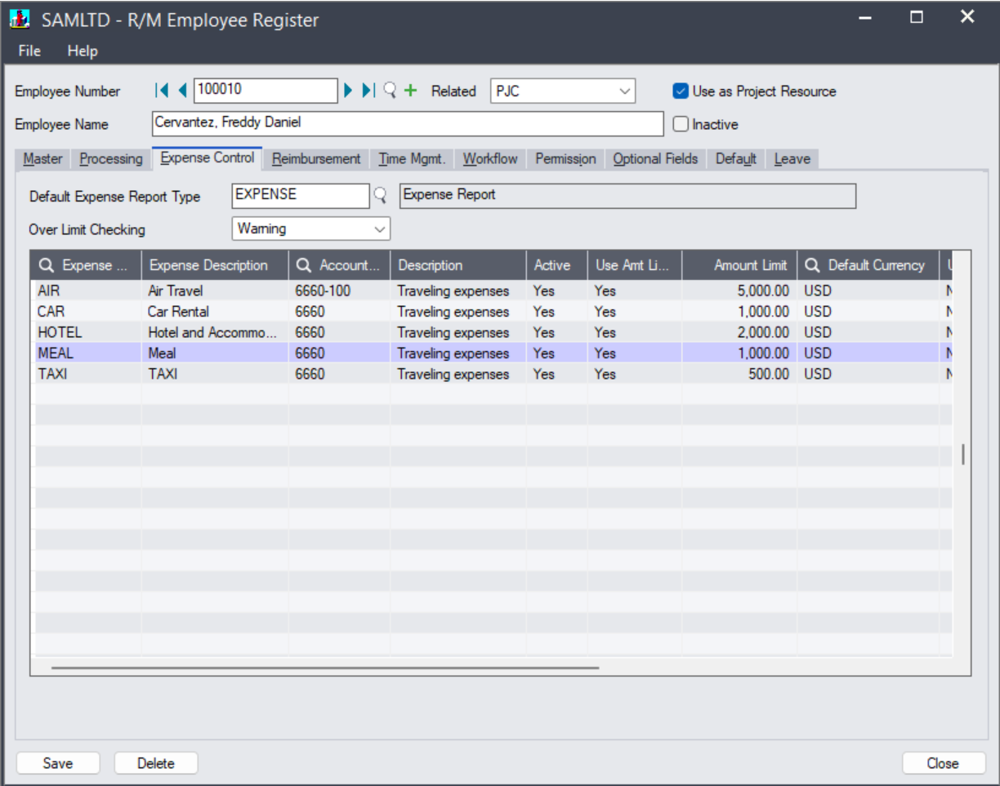 SAMLTD - R/M Employee Register
File Help
Employee Number 100010 Related PJC Use as Project Resource
Employee Name Cervantez, Freddy Daniel Inactive
Master Processing Expense Control Reimbursement Time Mgmt. Workflow Permission Optional Fields Default Leave
Default Expense Report Type EXPENSE Expense Report
Over Limit Checking Warning
Expense ... Expense Description Account... Description Active Use Amt Li... Amount Limit Default Currency
AIR Air Travel 6660-100 Traveling expenses Yes Yes 5,000.00 USD
CAR Car Rental 6660 Traveling expenses Yes Yes 1,000.00 USD
HOTEL Hotel and Accommo... 6660 Traveling expenses Yes Yes 2,000.00 USD
MEAL Meal 6660 Traveling expenses Yes Yes 1,000.00 USD
TAXI TAXI 6660 Traveling expenses Yes Yes 500.00 USD
Save Delete Close